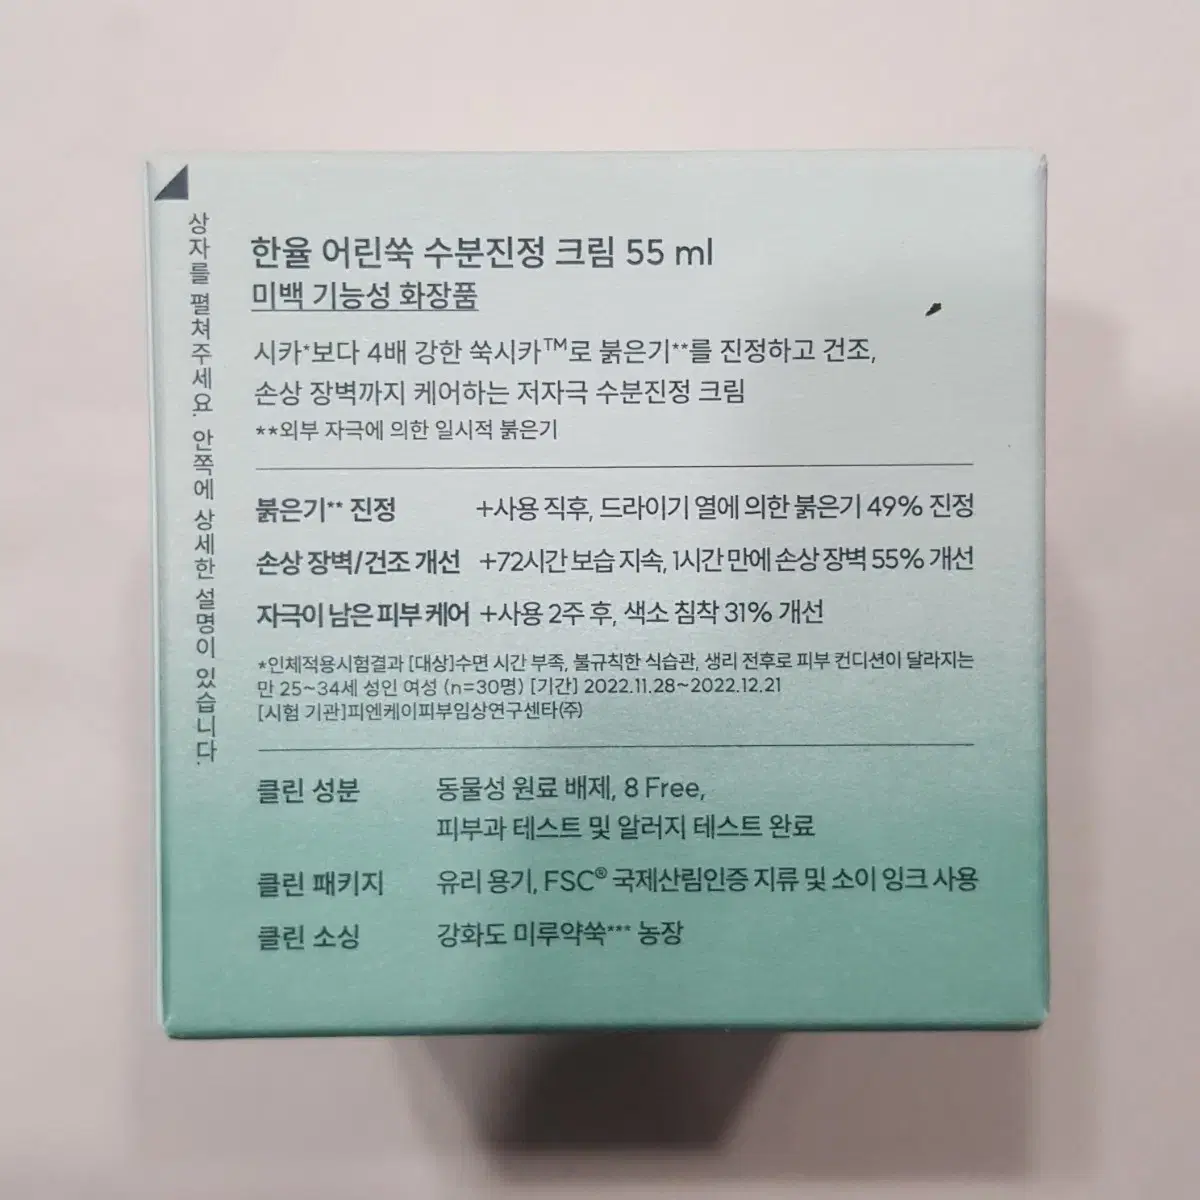 상자를 펼쳐주세요. 안쪽에 상세한 설명이 있습니다.
한율 어린쑥 수분진정 크림 55 ml
미백 기능성 화장품
시카*보다 4배 강한 쑥시카™로 붉은기**를 진정하고 건조,
손상 장벽까지 케어하는 저자극 수분진정 크림
**외부 자극에 의한 일시적 붉은기
붉은기** 진정 +사용 직후, 드라이기 열에 의한 붉은기 49% 진정
손상 장벽/건조 개선 +72시간 보습 지속, 1시간 만에 손상 장벽 55% 개선
자극이 남은 피부 케어 +사용 2주 후, 색소 침착 31% 개선
*인체적용시험결과 [대상]수면 시간 부족, 불규칙한 식습관, 생리 전후로 피부 컨디션이 달라지는
만 25~34세 성인 여성 (n=30명) [기간] 2022.11.28~2022.12.21
[시험 기관]피엔케이피부임상연구센타(주)
클린 성분 동물성 원료 배제, 8 Free,
피부과 테스트 및 알러지 테스트 완료
클린 패키지 유리 용기, FSC® 국제산림인증 지류 및 소이 잉크 사용
클린 소싱 강화도 미루약쑥*** 농장